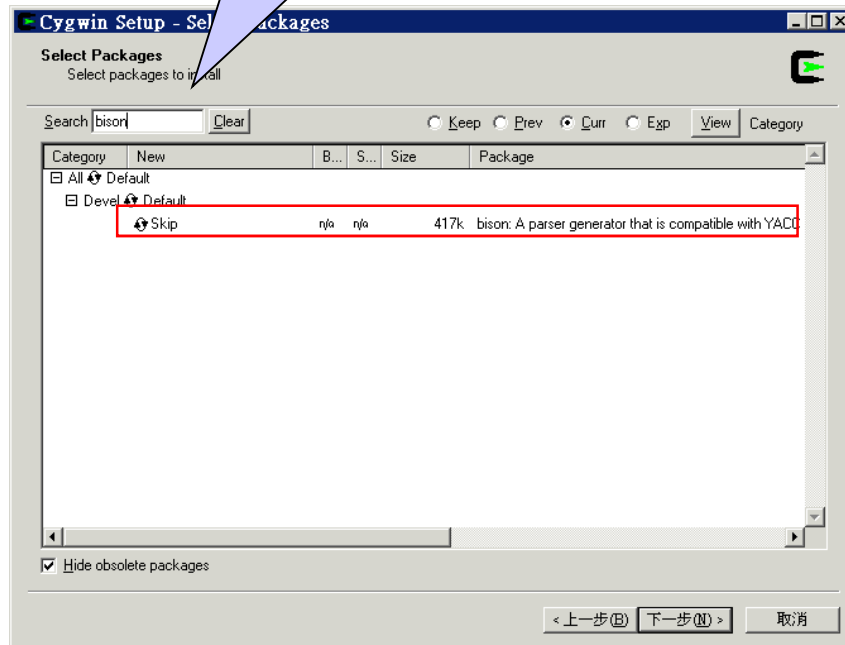 Cygwin Setup - Sel ackages
Select Packages
Select packages to install
Search bison Clear Keep Prev Curr Exp View Category
Category New B... S... Size Package
All Default
Devel Default
Skip n/a n/a 417k bison: A parser generator that is compatible with YACC
Hide obsolete packages
<上一步(B) 下一步(N)> 取消